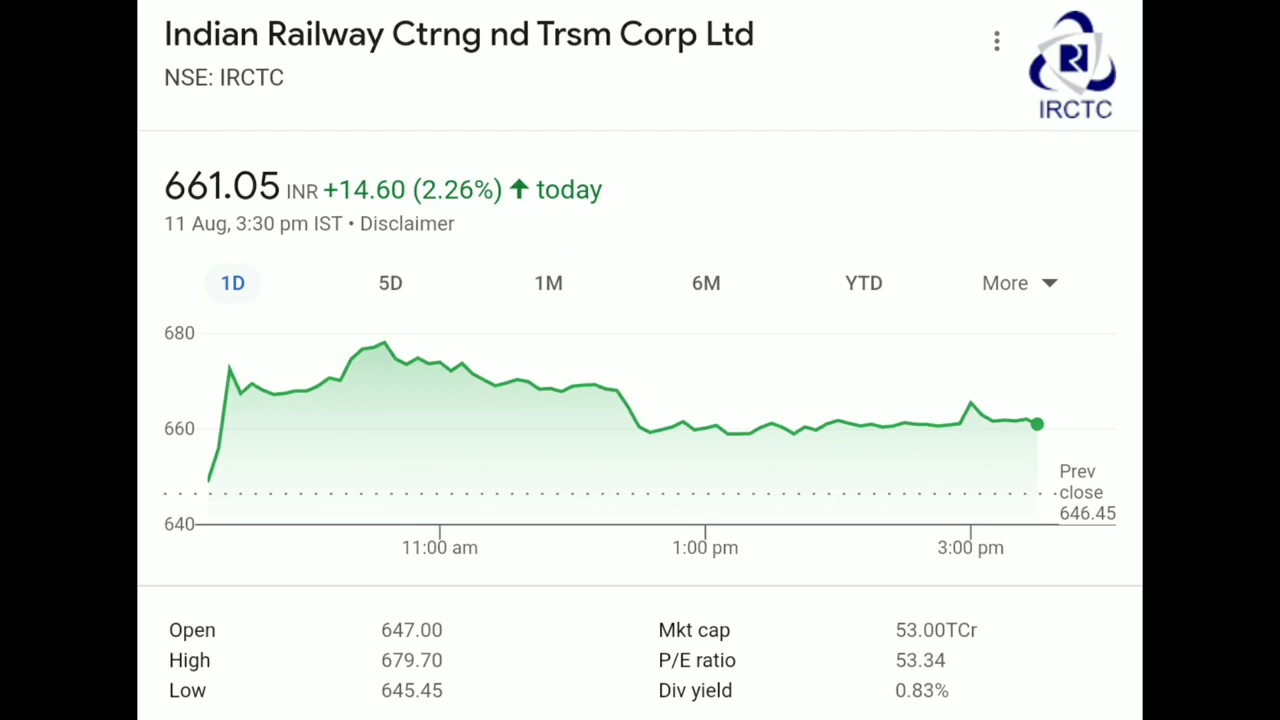 Indian Railway Ctrng nd Trsm Corp Ltd
NSE: IRCTC
IRCTC
661.05 INR +14.60 (2.26%) ↑ today
11 Aug, 3:30 pm IST • Disclaimer
1D 5D 1M 6M YTD More
680
660
640
Prev
close
646.45
11:00 am 1:00 pm 3:00 pm
Open 647.00 Mkt cap 53.00TCr
High 679.70 P/E ratio 53.34
Low 645.45 Div yield 0.83%